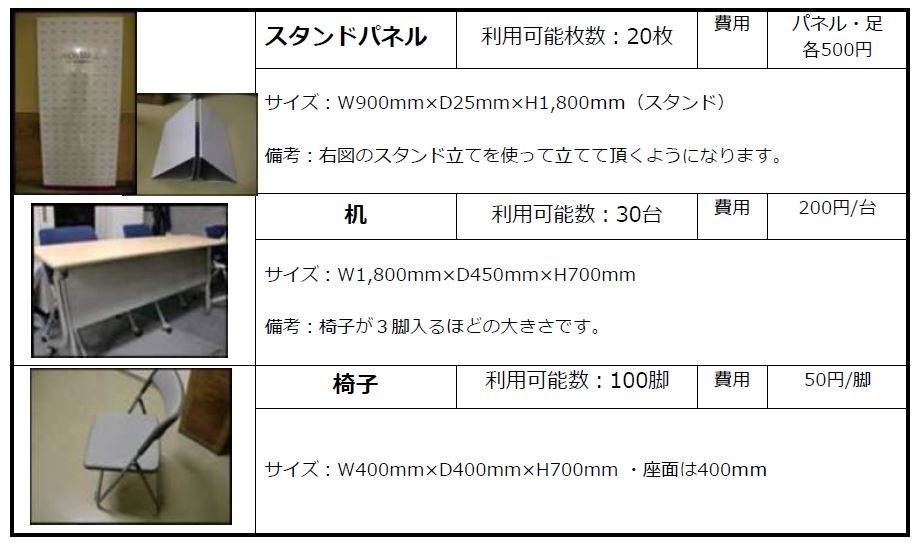 スタンドパネル
利用可能枚数：20枚
費用
パネル・足
各500円
サイズ：W900mm×D25mm×H1,800mm（スタンド）
備考：右図のスタンド立てを使って立てて頂くようになります。
机
利用可能数：30台
費用
200円/台
サイズ：W1,800mm×D450mm×H700mm
備考：椅子が３脚入るほどの大きさです。
椅子
利用可能数：100脚
費用
50円/脚
サイズ：W400mm×D400mm×H700mm ・座面は400mm